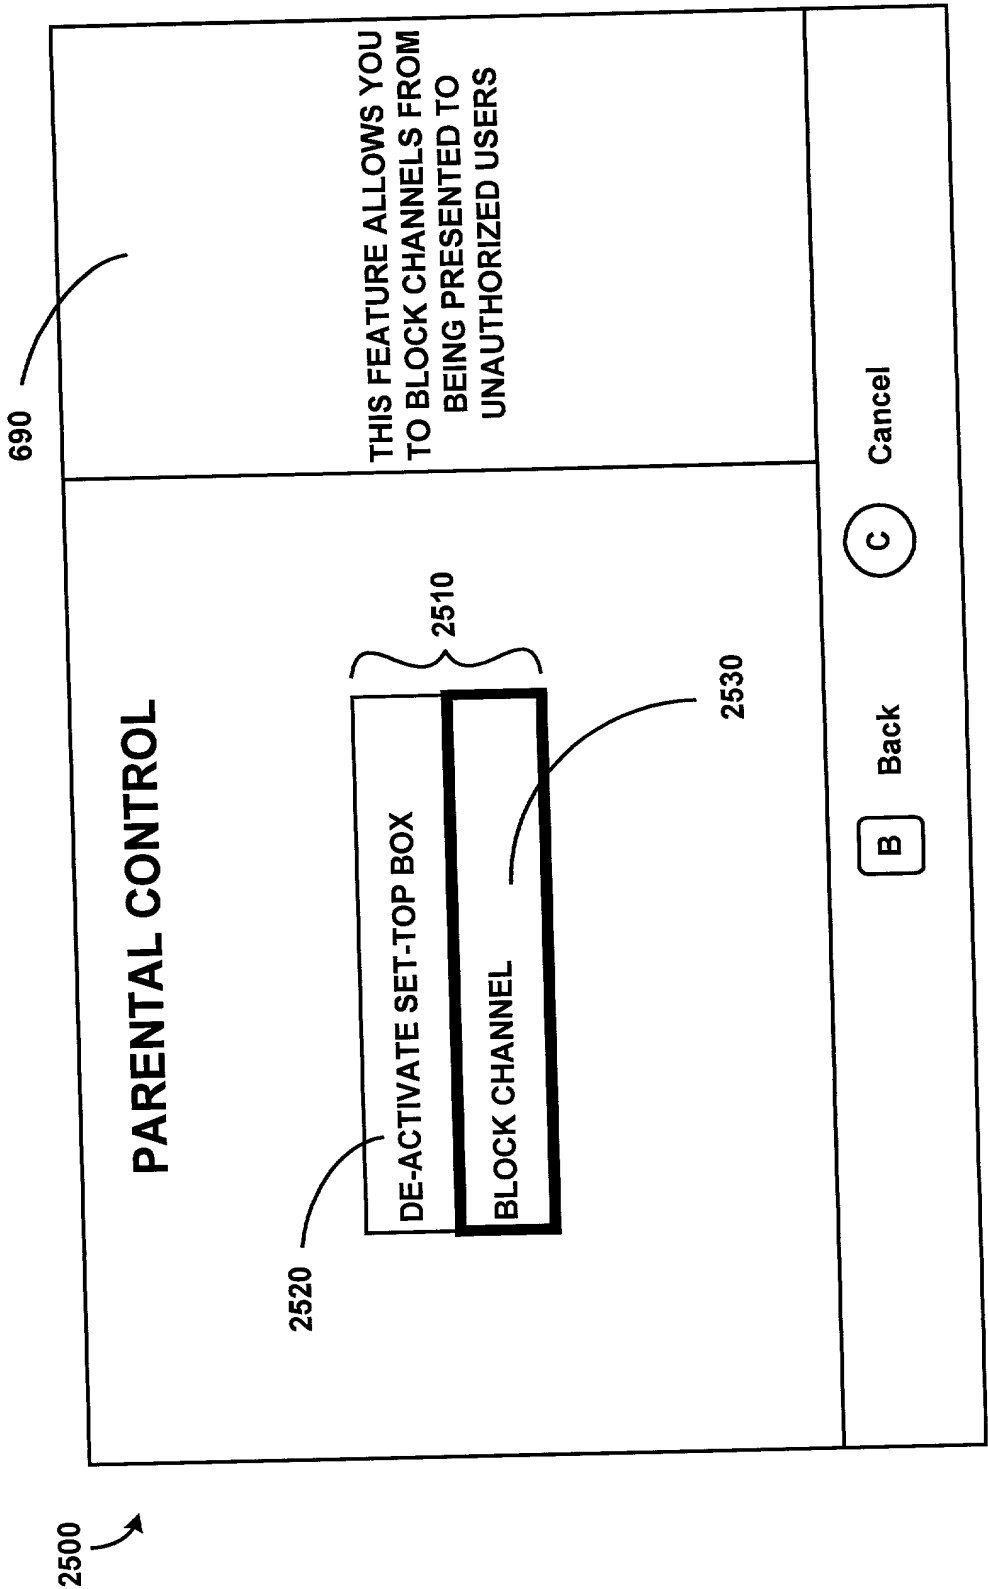 2500
690
PARENTAL CONTROL
2520
DE-ACTIVATE SET-TOP BOX
BLOCK CHANNEL
2510
2530
THIS FEATURE ALLOWS YOU
TO BLOCK CHANNELS FROM
BEING PRESENTED TO
UNAUTHORIZED USERS
B Back C Cancel